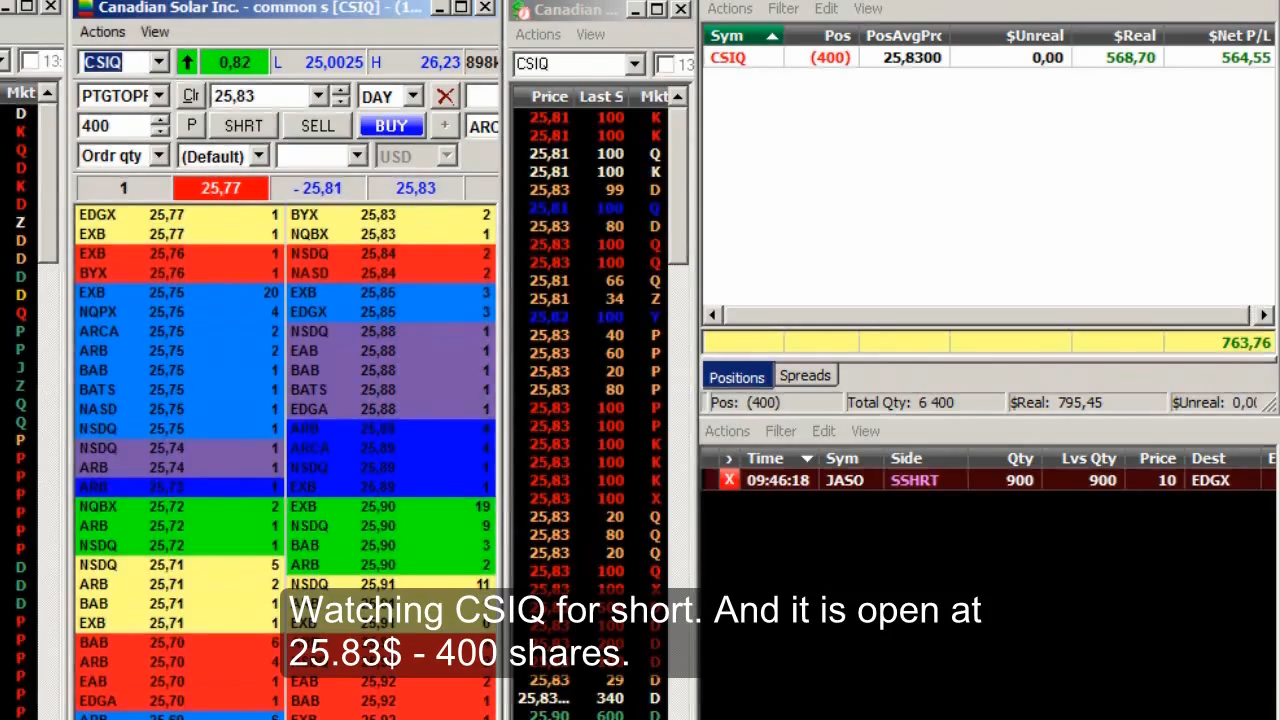 Canadian Solar Inc. - common s [CSIQ] - (1...
Actions View
CSIQ 0,82 L 25,0025 H 26,23 898k
PTGTOPF Clr 25,83 DAY
400 P SHRT SELL BUY + ARC
Ordr qty (Default) USD
1 25,77 - 25,81 25,83
EDGX 25,77 1 BYX 25,83 2
EXB 25,77 1 NQBX 25,83 1
EXB 25,76 1 NSDQ 25,84 2
BYX 25,76 1 NASD 25,84 2
EXB 25,75 20 EXB 25,85 3
NQPX 25,75 4 EDGX 25,85 3
ARCA 25,75 2 NSDQ 25,88 1
ARB 25,75 2 EAB 25,88 1
BAB 25,75 1 BAB 25,88 1
BATS 25,75 1 BATS 25,88 1
NASD 25,75 1 EDGA 25,88 1
NSDQ 25,75 1 ARB 25,88 4
NSDQ 25,74 1 ARCA 25,89 4
ARB 25,74 1 NSDQ 25,89 1
ARB 25,73 1 EXB 25,89 1
NQBX 25,72 2 EXB 25,90 19
ARB 25,72 1 NSDQ 25,90 9
NSDQ 25,72 1 BAB 25,90 3
NSDQ 25,71 5 ARB 25,90 2
ARB 25,71 2 NSDQ 25,91 11
BAB 25,71 1
EXB 25,71 1
BAB 25,70 6
ARB 25,70 4
EAB 25,70 1 EAB 25,92 2
EDGA 25,70 1 BAB 25,92 1
Mkt
D
K
Q
D
K
D
Z
D
D
D
D
Q
P
P
J
Z
Q
Q
P
P
P
P
P
P
P
D
D
D
P
P
P
P
P
P
Canadian ...
Actions View
CSIQ 13
Price Last S Mkt
25,81 100 K
25,81 100 K
25,81 100 Q
25,81 100 K
25,83 99 D
25,81 100 Q
25,83 80 D
25,83 100 Q
25,83 100 Q
25,81 66 Q
25,81 34 Z
25,82 100 Y
25,83 40 P
25,83 60 P
25,83 20 P
25,83 80 P
25,83 100 P
25,83 100 P
25,83 100 K
25,83 100 K
25,83 100 K
25,83 100 X
25,83 20 Q
25,83 80 Q
25,83 20 Q
25,83 100 Q
25,83 100 X
25,83 29 D
25,83... 340 D
25,90 600 D
Actions Filter Edit View
Sym Pos PosAvgPrc $Unreal $Real $Net P/L
CSIQ (400) 25,8300 0,00 568,70 564,55
763,76
Positions Spreads
Pos: (400) Total Qty: 6 400 $Real: 795,45 $Unreal: 0,00
Actions Filter Edit View
› Time Sym Side Qty Lvs Qty Price Dest E
X 09:46:18 JASO SSHRT 900 900 10 EDGX
Watching CSIQ for short. And it is open at
25.83$ - 400 shares.